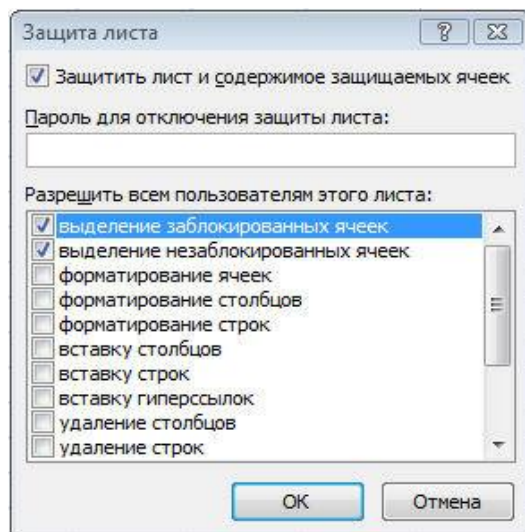 Защита листа
Защитить лист и содержимое защищаемых ячеек
Пароль для отключения защиты листа:
Разрешить всем пользователям этого листа:
выделение заблокированных ячеек
выделение незаблокированных ячеек
форматирование ячеек
форматирование столбцов
форматирование строк
вставку столбцов
вставку строк
вставку гиперссылок
удаление столбцов
удаление строк
ОК Отмена